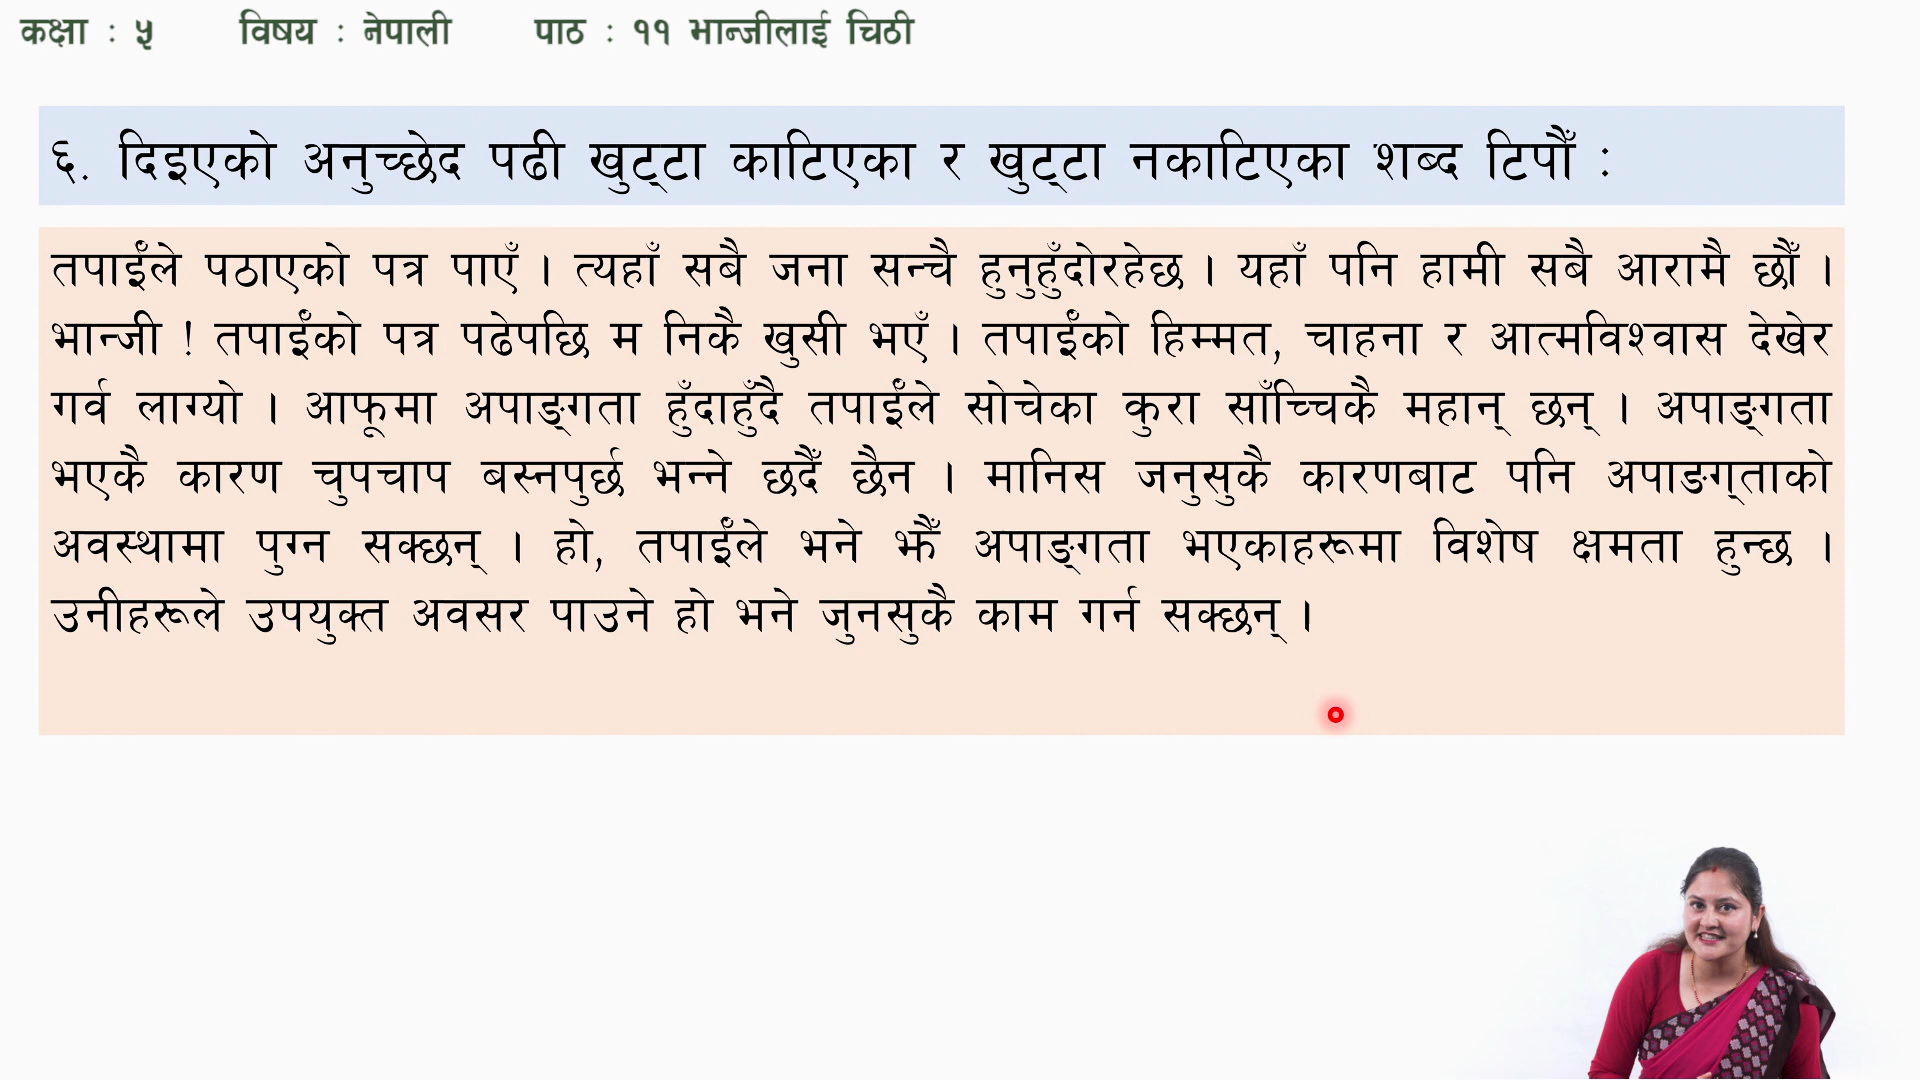 कक्षा : ५ विषय : नेपाली पाठ : ११ भान्जीलाई चिठी
६. दिइएको अनुच्छेद पढी खुट्टा काटिएका र खुट्टा नकाटिएका शब्द टिपौँ :
तपाईंले पठाएको पत्र पाएँ । त्यहाँ सबै जना सन्चै हुनुहुँदोरहेछ । यहाँ पनि हामी सबै आरामै छौँ ।
भान्जी ! तपाईंको पत्र पढेपछि म निकै खुसी भएँ । तपाईंको हिम्मत, चाहना र आत्मविश्वास देखेर
गर्व लाग्यो । आफूमा अपाङ्गता हुँदाहुँदै तपाईंले सोचेका कुरा साँच्चिकै महान् छन् । अपाङ्गता
भएकै कारण चुपचाप बस्नपुर्छ भन्ने छदैँ छैन । मानिस जनुसुकै कारणबाट पनि अपाङग्ताको
अवस्थामा पुग्न सक्छन् । हो, तपाईंले भने झैँ अपाङ्गता भएकाहरूमा विशेष क्षमता हुन्छ ।
उनीहरूले उपयुक्त अवसर पाउने हो भने जुनसुकै काम गर्न सक्छन् ।